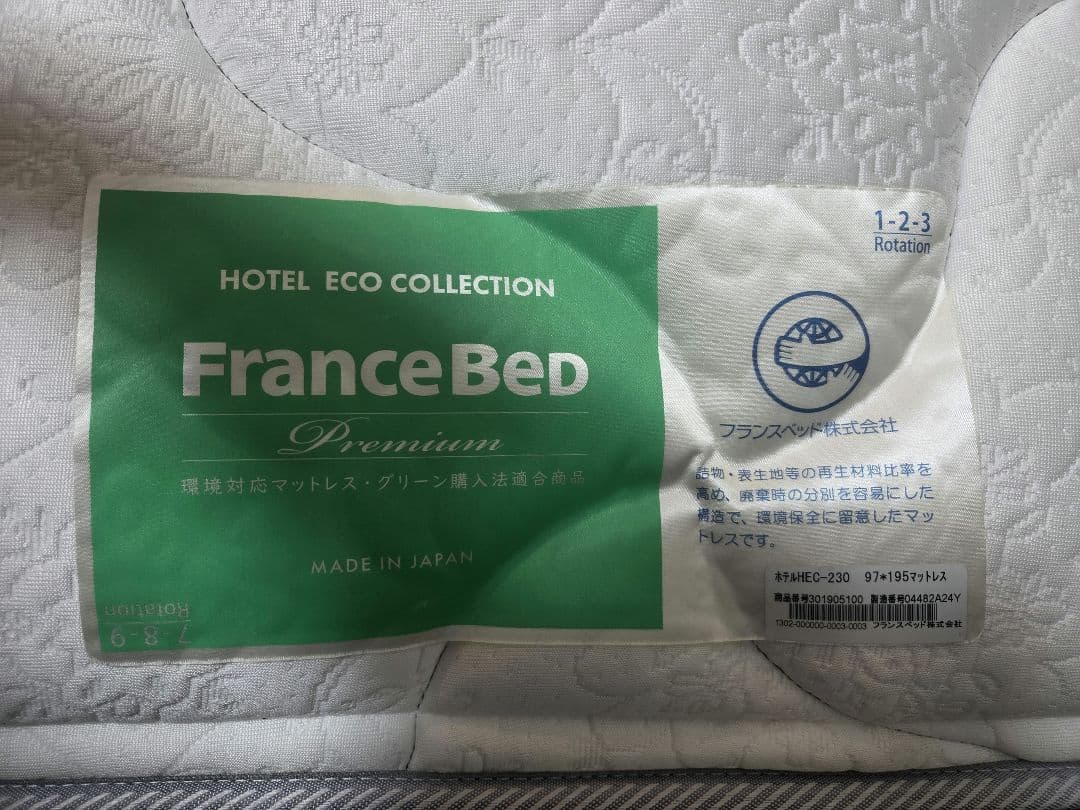 HOTEL ECO COLLECTION
FranceBeD
Premium
環境対応マットレス・グリーン購入法適合商品
MADE IN JAPAN
7-8-9
Rotation
1-2-3
Rotation
フランスベッド株式会社
詰物・表生地等の再生材料比率を
高め、廃棄時の分別を容易にした
構造で、環境保全に留意したマッ
トレスです。
ホテルHEC-230 97*195マットレス
商品番号301905100 製造番号04482A24Y
1302-000000-0003-0003 フランスベッド株式会社